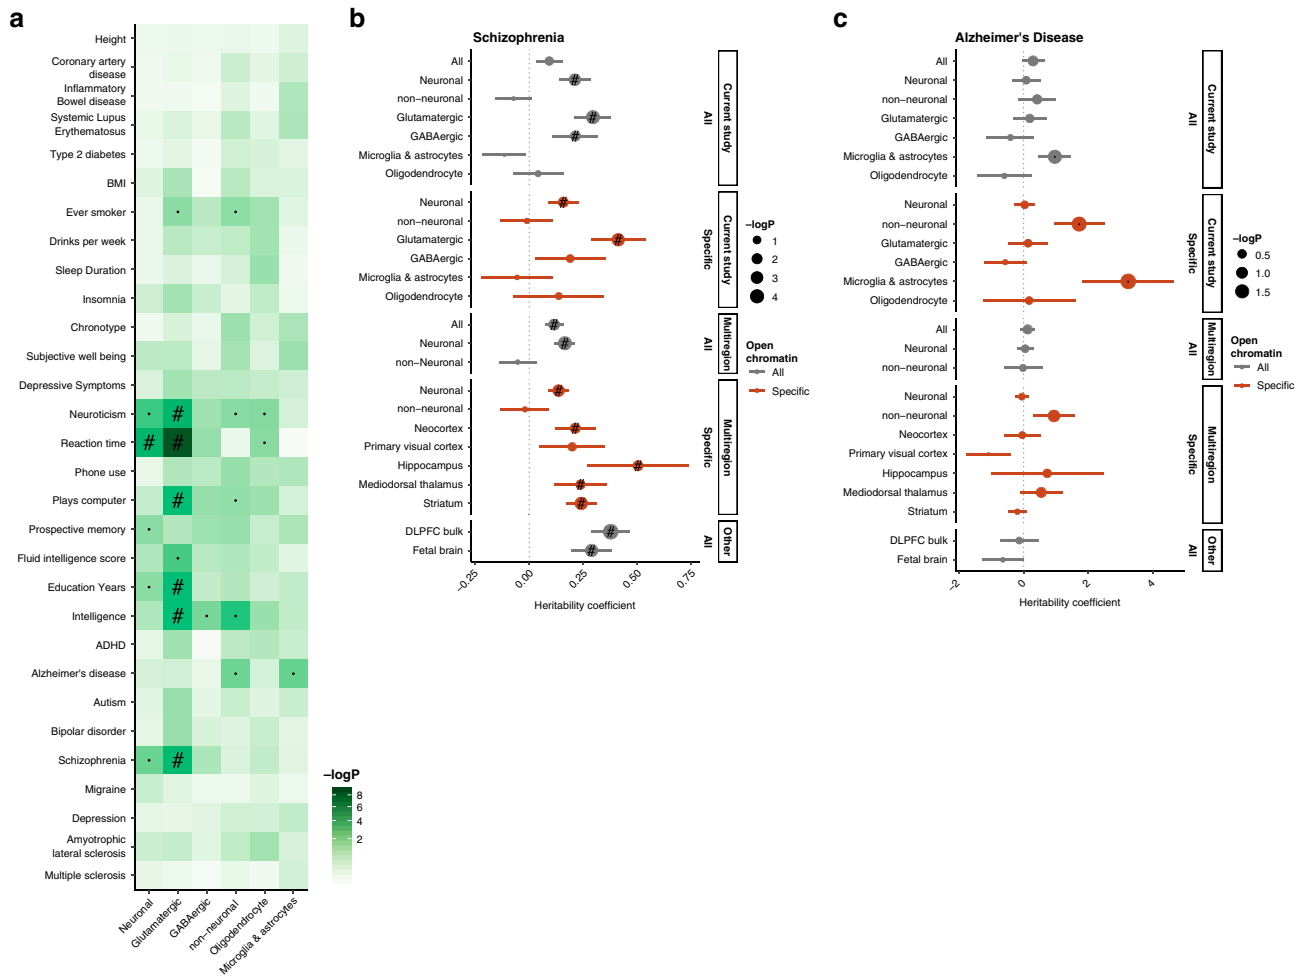 a
Height
Coronary artery
disease
Inflammatory
Bowel disease
Systemic Lupus
Erythematosus
Type 2 diabetes
BMI
Ever smoker
Drinks per week
Sleep Duration
Insomnia
Chronotype
Subjective well being
Depressive Symptoms
Neuroticism
Reaction time
Phone use
Plays computer
Prospective memory
Fluid intelligence score
Education Years
Intelligence
ADHD
Alzheimer's disease
Autism
Bipolar disorder
Schizophrenia
Migraine
Depression
Amyotrophic
lateral sclerosis
Multiple sclerosis
# # # # # # #
Neuronal
Glutamatergic
GABAergic
non−neuronal
Oligodendrocyte
Microglia & astrocytes
−logP
8
6
4
2
b
Schizophrenia
All
Neuronal #
non−neuronal
Glutamatergic #
GABAergic #
Microglia & astrocytes
Oligodendrocyte
Current study
All
Neuronal #
non−neuronal
Glutamatergic #
GABAergic
Microglia & astrocytes
Oligodendrocyte
Current study
Specific
All #
Neuronal #
non−Neuronal
Multiregion
All
Neuronal #
non−neuronal
Neocortex #
Primary visual cortex
Hippocampus #
Mediodorsal thalamus #
Striatum #
Multiregion
Specific
DLPFC bulk #
Fetal brain #
Other
All
−0.25 0.00 0.25 0.50 0.75
Heritability coefficient
−logP
1
2
3
4
Open
chromatin
All
Specific
c
Alzheimer's Disease
All
Neuronal
non−neuronal
Glutamatergic
GABAergic
Microglia & astrocytes
Oligodendrocyte
Current study
All
Neuronal
non−neuronal
Glutamatergic
GABAergic
Microglia & astrocytes
Oligodendrocyte
Current study
Specific
All
Neuronal
non−neuronal
Multiregion
All
Neuronal
non−neuronal
Neocortex
Primary visual cortex
Hippocampus
Mediodorsal thalamus
Striatum
Multiregion
Specific
DLPFC bulk
Fetal brain
Other
All
−2 0 2 4
Heritability coefficient
−logP
0.5
1.0
1.5
Open
chromatin
All
Specific